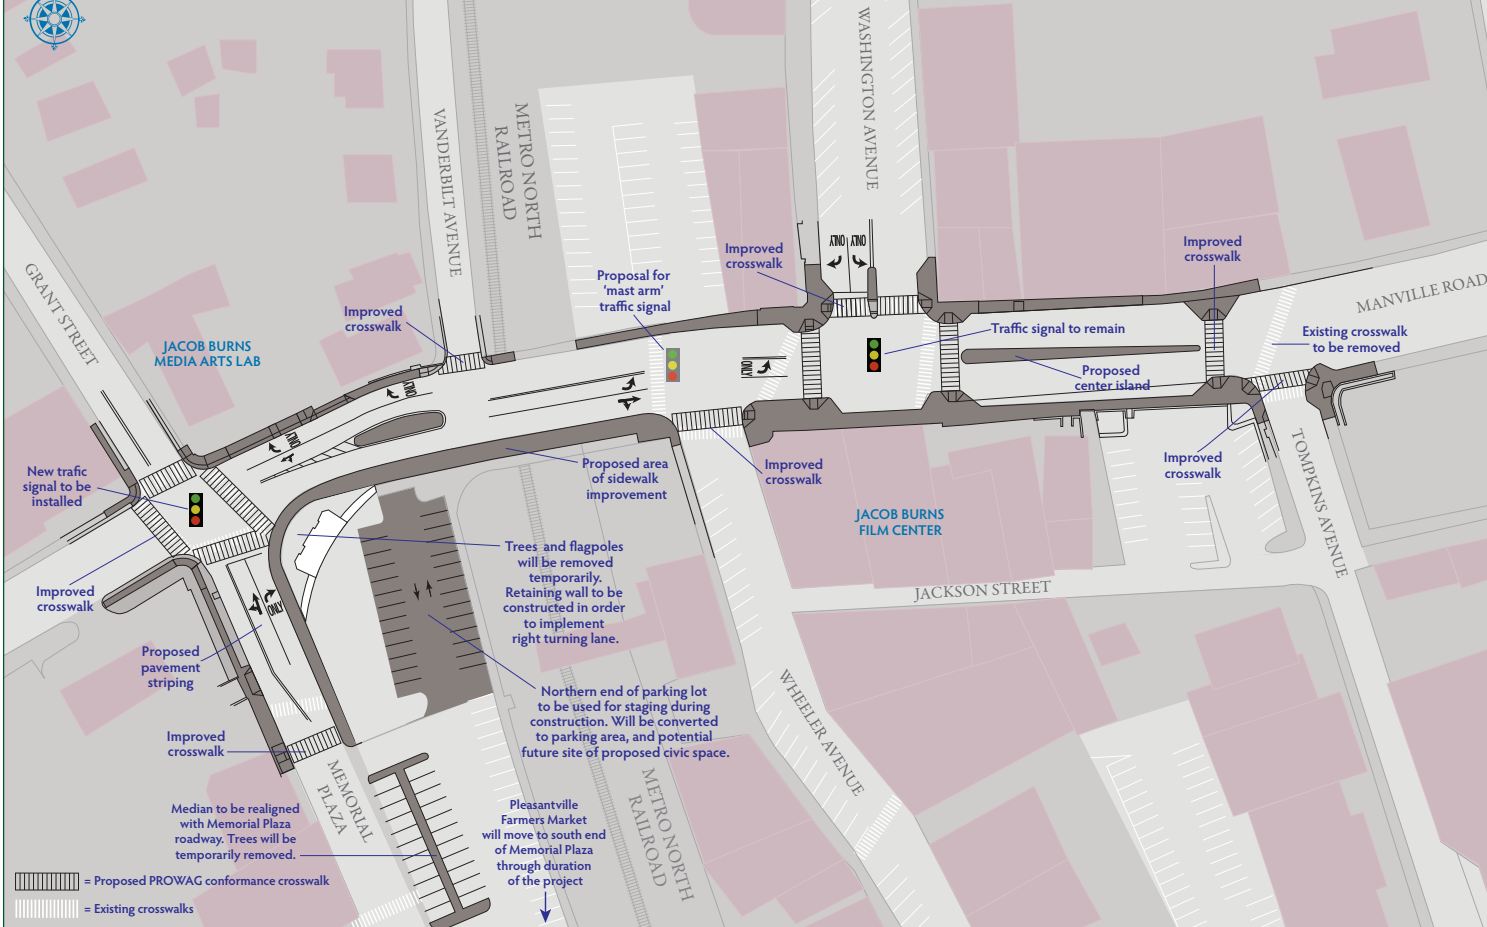 WASHINGTON AVENUE
VANDERBILT AVENUE
METRO NORTH
RAILROAD
GRANT STREET
JACOB BURNS
MEDIA ARTS LAB
Improved
crosswalk
Proposal for
'mast arm'
traffic signal
Improved
crosswalk
ONLY
ONLY
Improved
crosswalk
MANVILLE ROAD
Traffic signal to remain
Existing crosswalk
to be removed
Proposed
center island
ONLY
ONLY
ONLY
New trafic
signal to be
installed
Proposed area
of sidewalk
improvement
Improved
crosswalk
Improved
crosswalk
TOMPKINS AVENUE
JACOB BURNS
FILM CENTER
Trees and flagpoles
will be removed
temporarily.
Retaining wall to be
constructed in order
to implement
right turning lane.
Improved
crosswalk
ONLY
JACKSON STREET
Proposed
pavement
striping
Northern end of parking lot
to be used for staging during
construction. Will be converted
to parking area, and potential
future site of proposed civic space.
WHEELER AVENUE
Improved
crosswalk
MEMORIAL
PLAZA
METRO NORTH
RAILROAD
Median to be realigned
with Memorial Plaza
roadway. Trees will be
temporarily removed.
Pleasantville
Farmers Market
will move to south end
of Memorial Plaza
through duration
of the project
= Proposed PROWAG conformance crosswalk
= Existing crosswalks